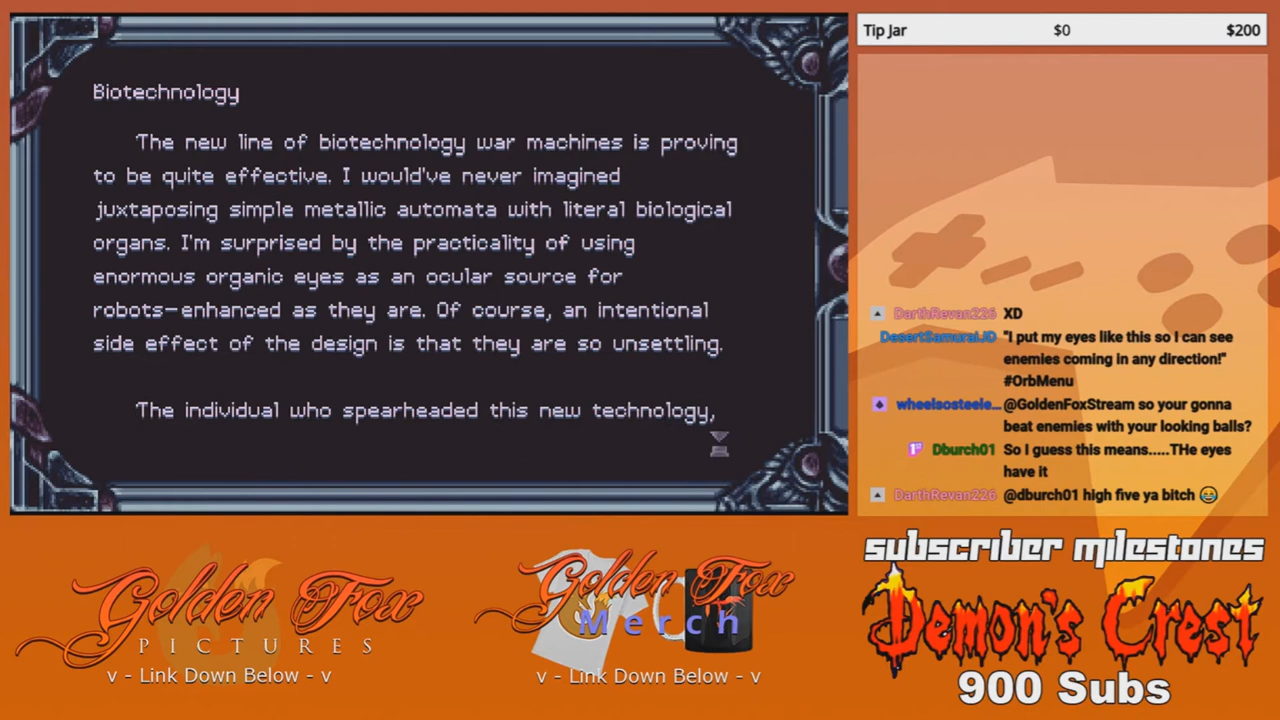 Biotechnology
The new line of biotechnology war machines is proving
to be quite effective. I would've never imagined
juxtaposing simple metallic automata with literal biological
organs. I'm surprised by the practicality of using
enormous organic eyes as an ocular source for
robots—enhanced as they are. Of course, an intentional
side effect of the design is that they are so unsettling.
The individual who spearheaded this new technology,
Tip Jar $0 $200
DarthRevan226 XD
DesertSamuraiJD "I put my eyes like this so I can see
enemies coming in any direction!"
#OrbMenu
wheelsosteele... @GoldenFoxStream so your gonna
beat enemies with your looking balls?
Dburch01 So I guess this means.....THe eyes
have it
DarthRevan226 @dburch01 high five ya bitch 😂
Golden Fox
PICTURES
v - Link Down Below - v
Golden Fox
Merch
v - Link Down Below - v
subscriber milestones
Demon's Crest
900 Subs